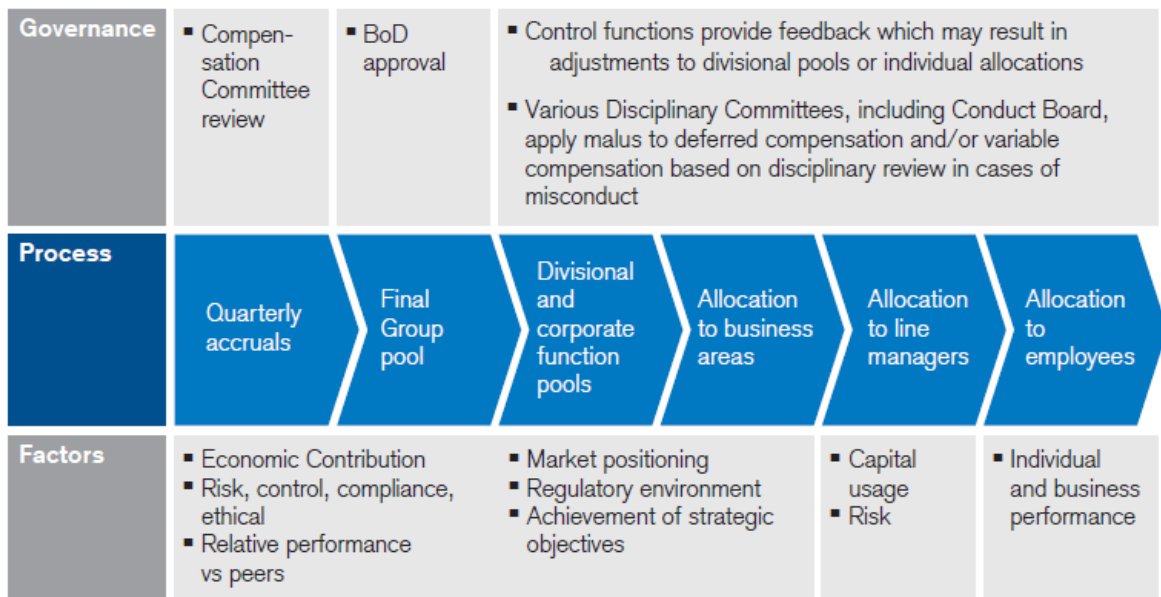 Governance
▪ Compen-
sation
Committee
review
▪ BoD
approval
▪ Control functions provide feedback which may result in
adjustments to divisional pools or individual allocations
▪ Various Disciplinary Committees, including Conduct Board,
apply malus to deferred compensation and/or variable
compensation based on disciplinary review in cases of
misconduct
Process
Quarterly
accruals
Final
Group
pool
Divisional
and
corporate
function
pools
Allocation
to business
areas
Allocation
to line
managers
Allocation
to
employees
Factors
▪ Economic Contribution
▪ Risk, control, compliance,
ethical
▪ Relative performance
vs peers
▪ Market positioning
▪ Regulatory environment
▪ Achievement of strategic
objectives
▪ Capital
usage
▪ Risk
▪ Individual
and business
performance